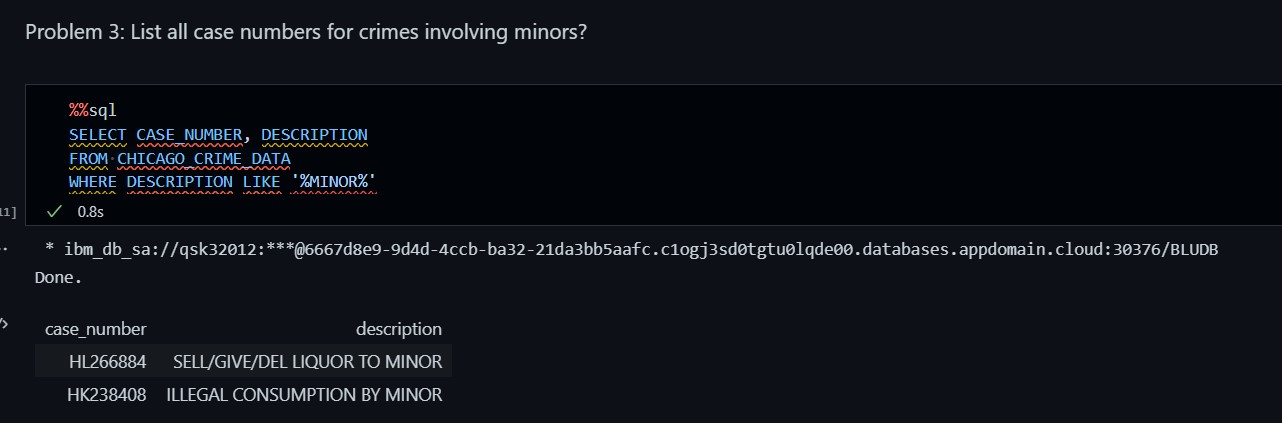 Problem 3: List all case numbers for crimes involving minors?
%%sql
SELECT CASE_NUMBER, DESCRIPTION
FROM CHICAGO_CRIME_DATA
WHERE DESCRIPTION LIKE '%MINOR%'
11]
0.8s
* ibm_db_sa://qsk32012:***@6667d8e9-9d4d-4ccb-ba32-21da3bb5aafc.c1ogj3sd0tgtu0lqde00.databases.appdomain.cloud:30376/BLUDB
Done.
case_number description
HL266884 SELL/GIVE/DEL LIQUOR TO MINOR
HK238408 ILLEGAL CONSUMPTION BY MINOR